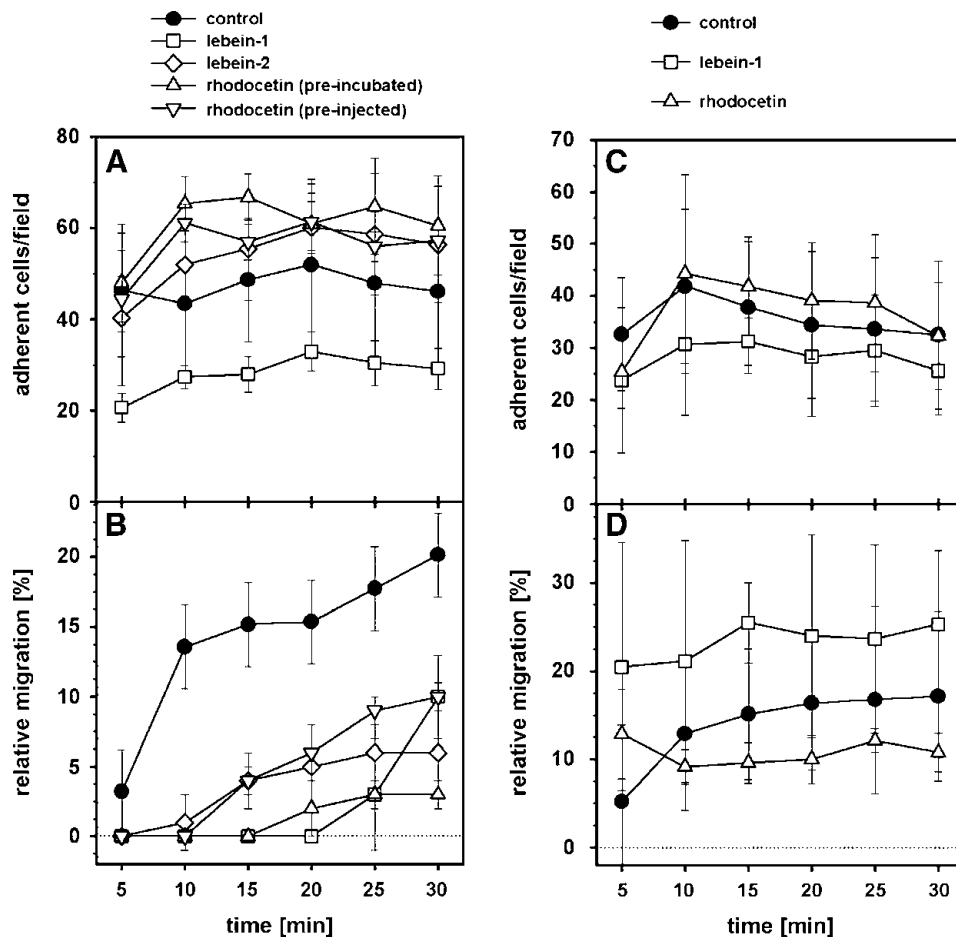 control
lebein-1
lebein-2
rhodocetin (pre-incubated)
rhodocetin (pre-injected)
control
lebein-1
rhodocetin
A
80
60
40
20
0
adherent cells/field
C
70
60
50
40
30
20
10
0
adherent cells/field
B
20
15
10
5
0
relative migration [%]
5 10 15 20 25 30
time [min]
D
30
20
10
0
relative migration [%]
5 10 15 20 25 30
time [min]